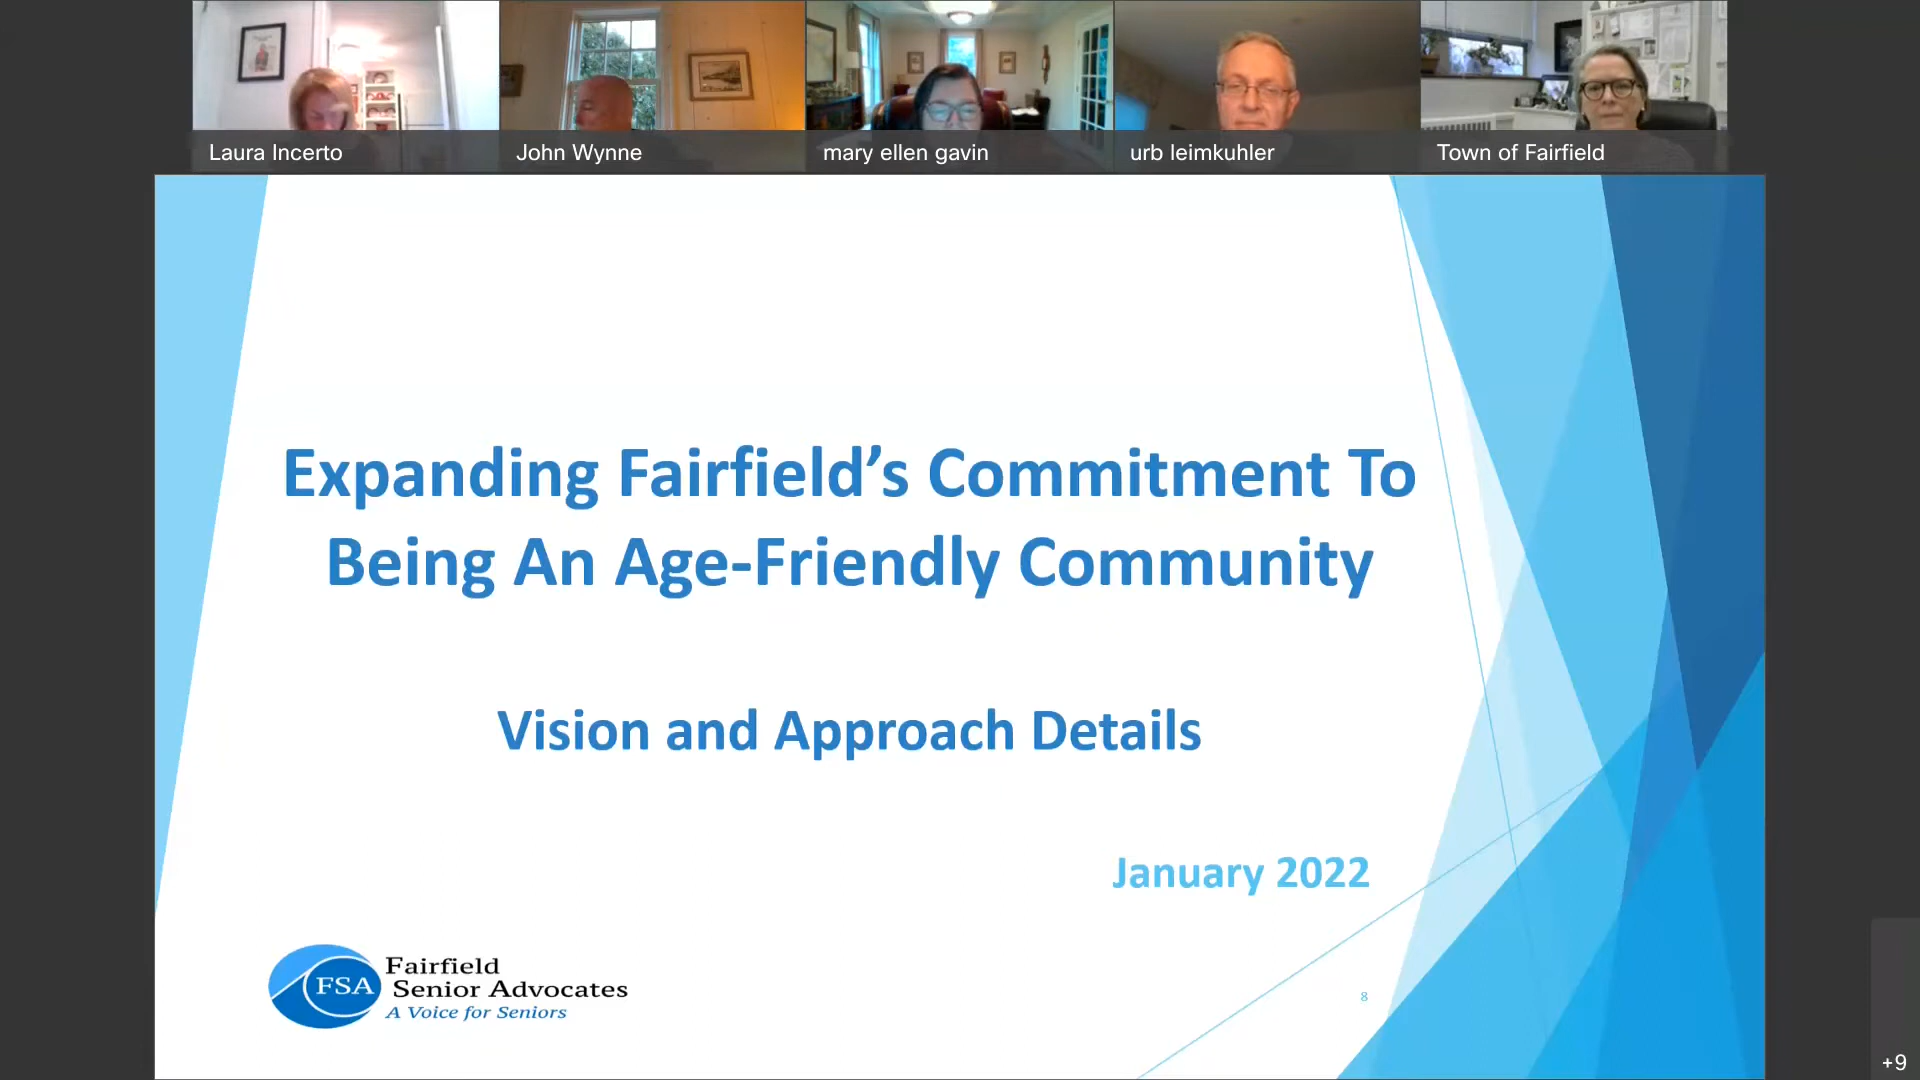 Laura Incerto
John Wynne
mary ellen gavin
urb leimkuhler
Town of Fairfield
Expanding Fairfield’s Commitment To
Being An Age-Friendly Community
Vision and Approach Details
January 2022
FSA
Fairfield
Senior Advocates
A Voice for Seniors
8
+9